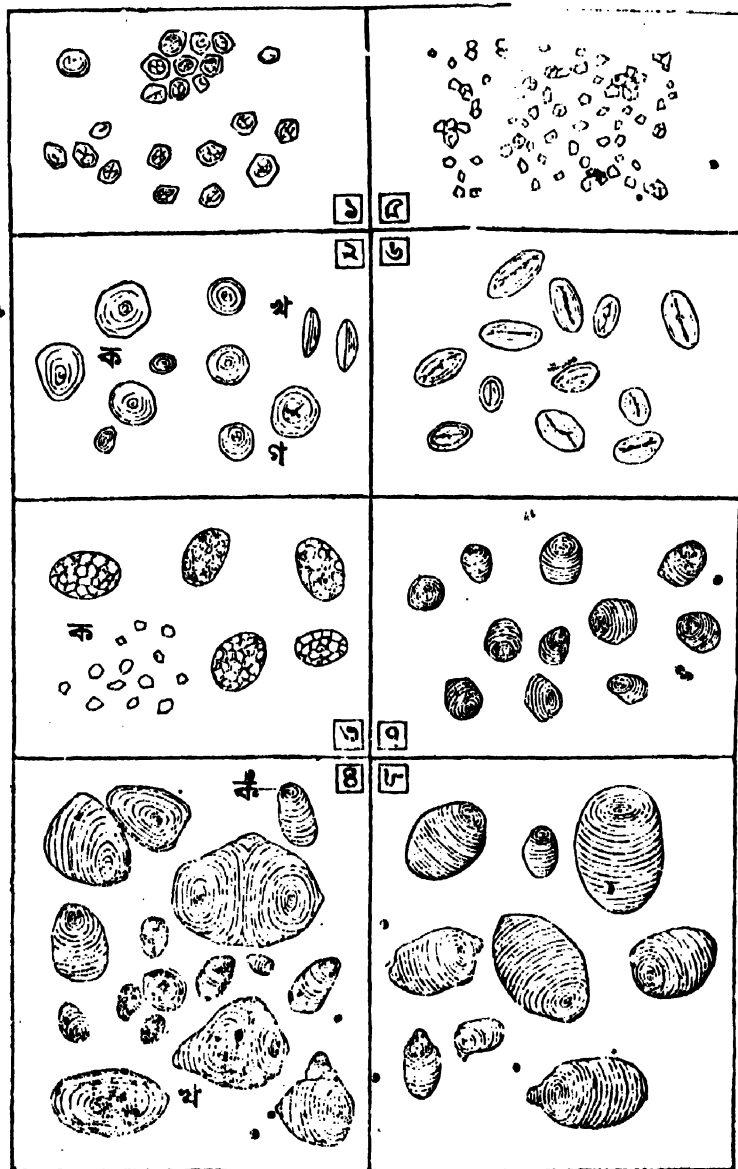 ১
৫
২
৬
খ
ক
গ
ক
৩
৭
৪
৮
ক
খ